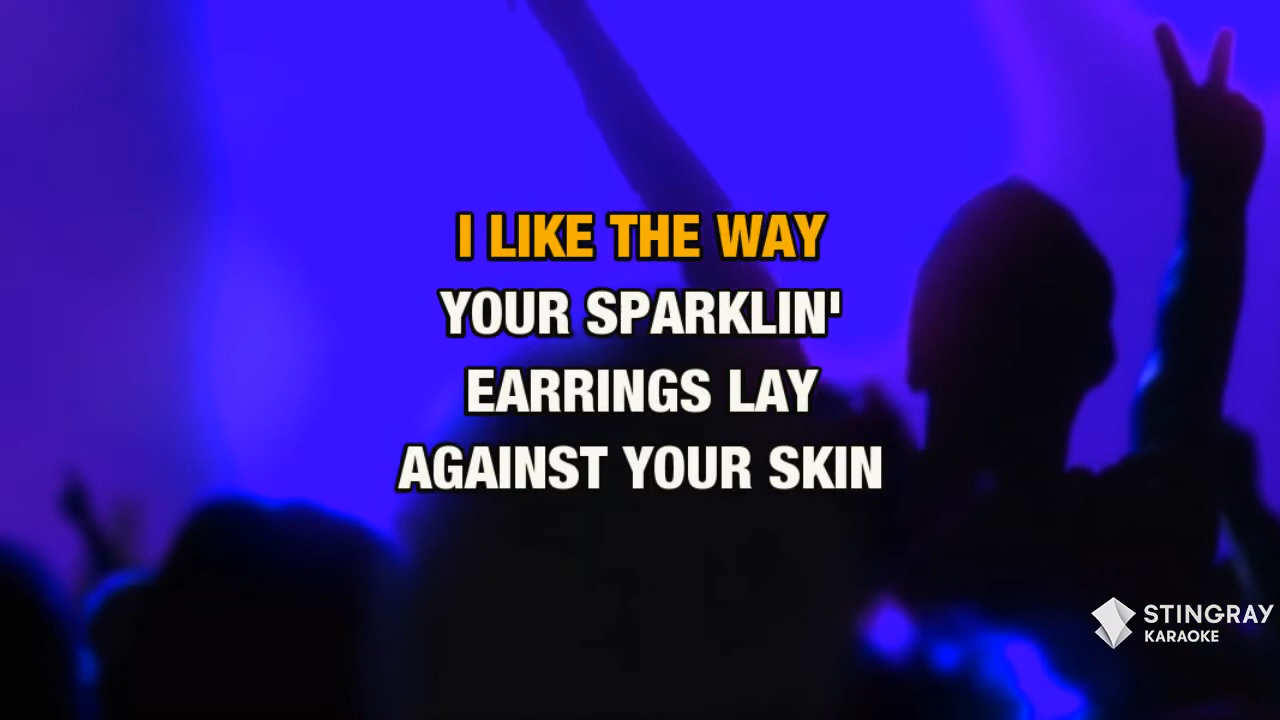 I LIKE THE WAY
YOUR SPARKLIN'
EARRINGS LAY
AGAINST YOUR SKIN
STINGRAY
KARAOKE